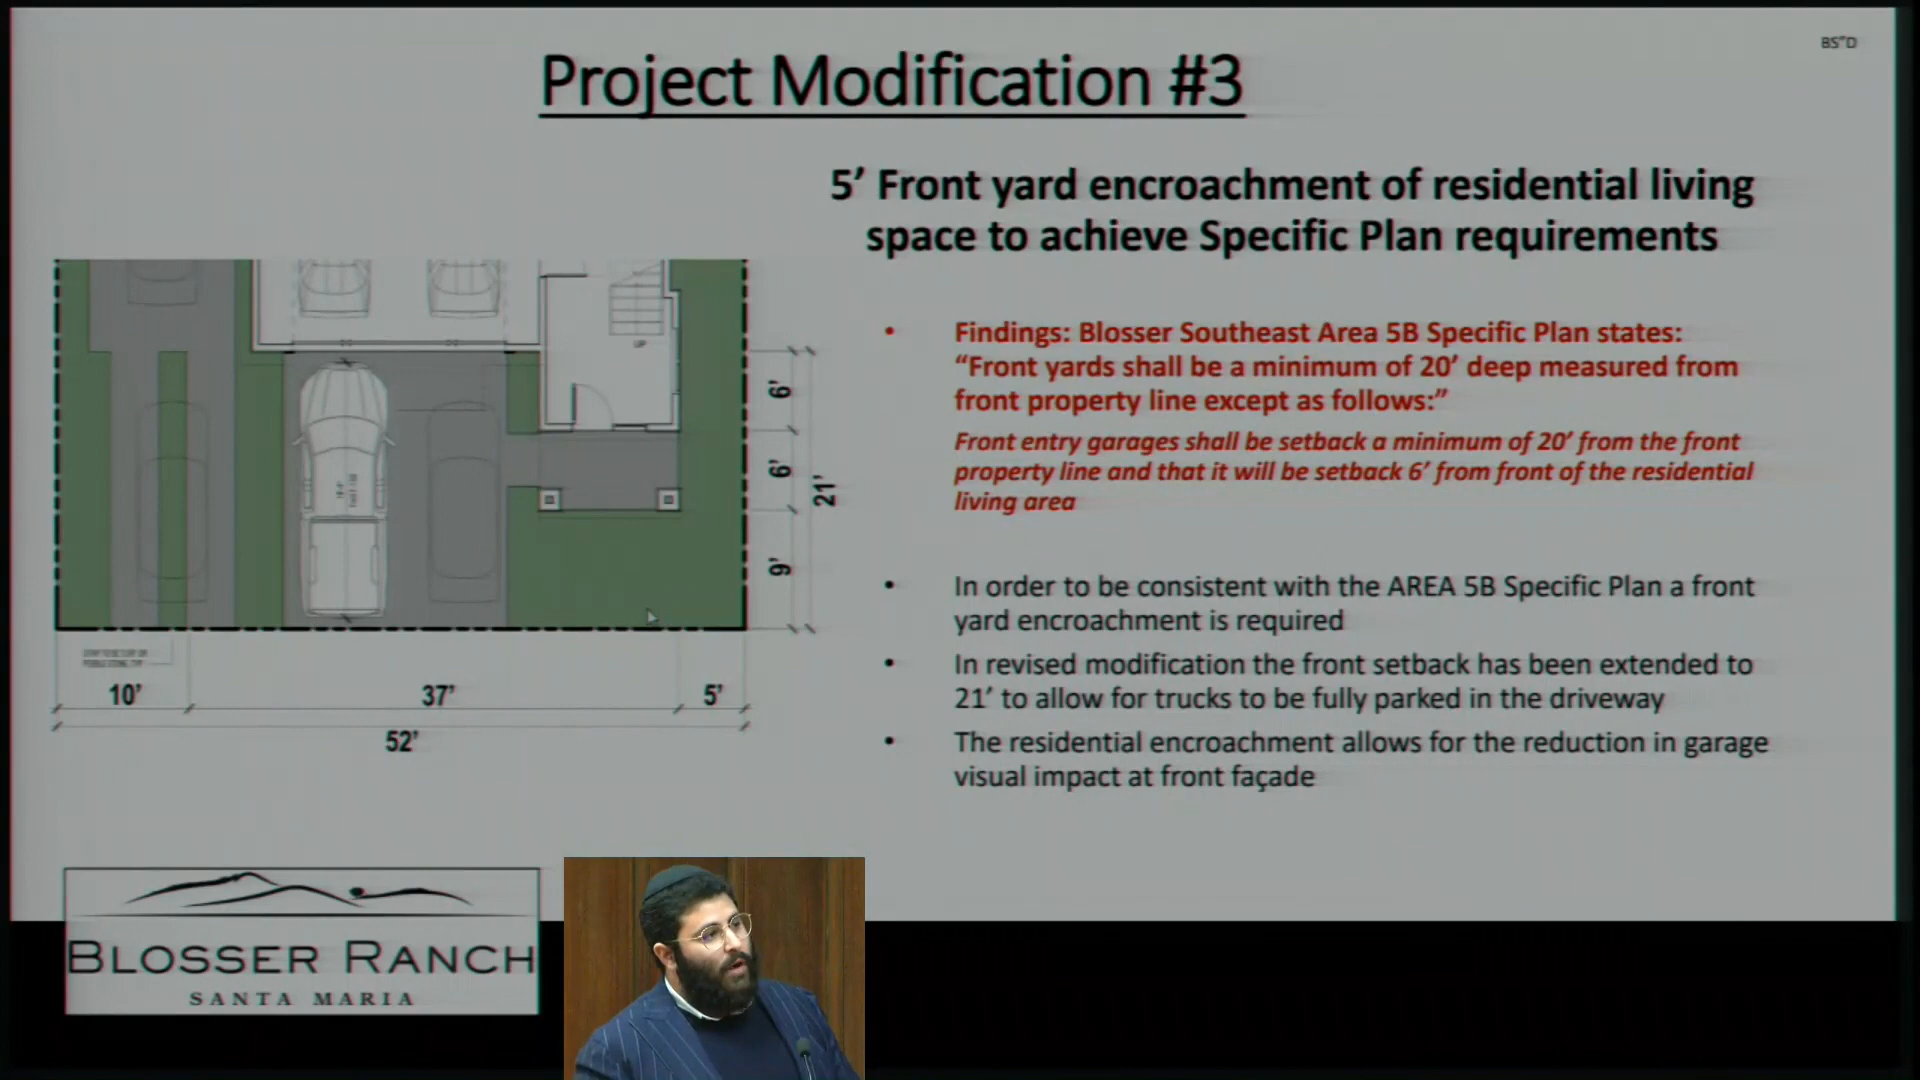 BS"D
Project Modification #3
5’ Front yard encroachment of residential living
space to achieve Specific Plan requirements
• Findings: Blosser Southeast Area 5B Specific Plan states:
“Front yards shall be a minimum of 20’ deep measured from
front property line except as follows:”
Front entry garages shall be setback a minimum of 20’ from the front
property line and that it will be setback 6’ from front of the residential
living area
• In order to be consistent with the AREA 5B Specific Plan a front
yard encroachment is required
• In revised modification the front setback has been extended to
21’ to allow for trucks to be fully parked in the driveway
• The residential encroachment allows for the reduction in garage
visual impact at front façade
UP
6’
6’
21’
9’
10’
37’
5’
52’
BLOSSER RANCH
SANTA MARIA